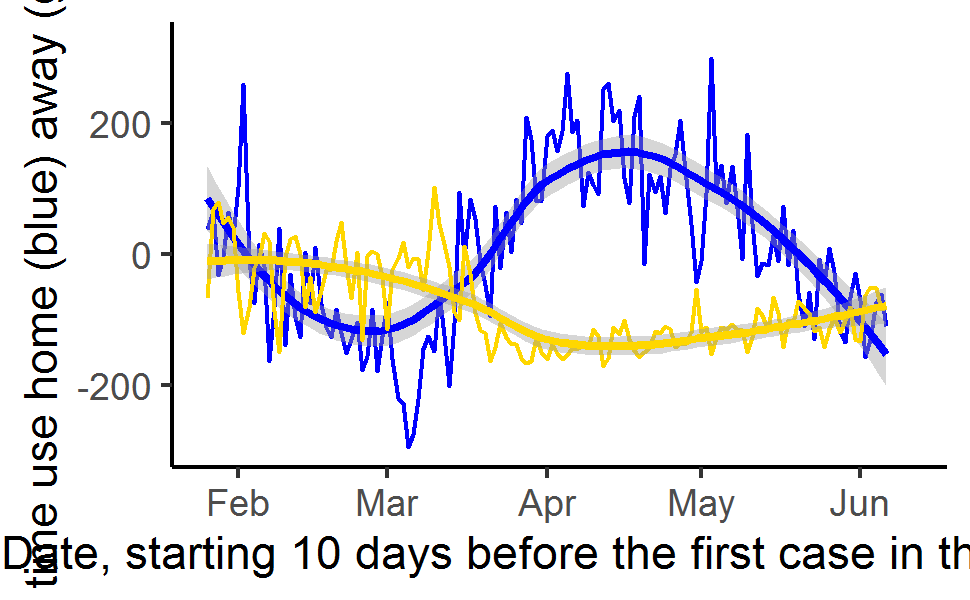 time use home (blue) away (
200
0
-200
Feb Mar Apr May Jun
Date, starting 10 days before the first case in th